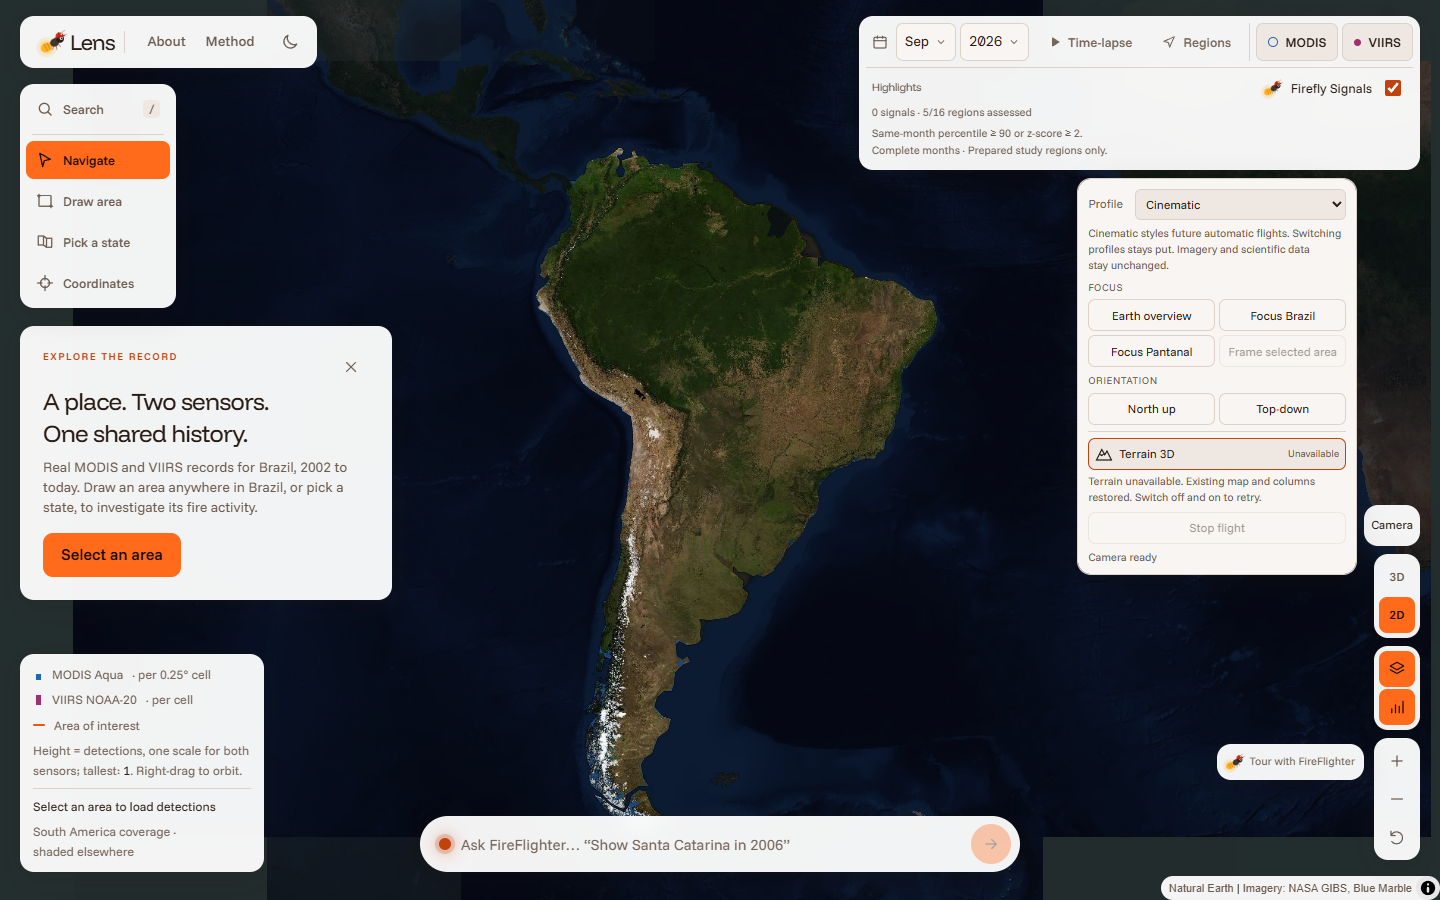 Lens
About
Method
Search
/
Navigate
Draw area
Pick a state
Coordinates
EXPLORE THE RECORD
A place. Two sensors.
One shared history.
Real MODIS and VIIRS records for Brazil, 2002 to
today. Draw an area anywhere in Brazil, or pick a
state, to investigate its fire activity.
Select an area
MODIS Aqua · per 0.25° cell
VIIRS NOAA-20 · per cell
Area of interest
Height = detections, one scale for both
sensors; tallest: 1. Right-drag to orbit.
Select an area to load detections
South America coverage ·
shaded elsewhere
Sep
2026
Time-lapse
Regions
MODIS
VIIRS
Highlights
Firefly Signals
0 signals · 5/16 regions assessed
Same-month percentile ≥ 90 or z-score ≥ 2.
Complete months · Prepared study regions only.
Profile
Cinematic
Cinematic styles future automatic flights. Switching
profiles stays put. Imagery and scientific data
stay unchanged.
FOCUS
Earth overview
Focus Brazil
Focus Pantanal
Frame selected area
ORIENTATION
North up
Top-down
Terrain 3D
Unavailable
Terrain unavailable. Existing map and columns
restored. Switch off and on to retry.
Stop flight
Camera ready
Camera
3D
2D
Tour with FireFlighter
Ask FireFlighter… “Show Santa Catarina in 2006”
Natural Earth | Imagery: NASA GIBS, Blue Marble